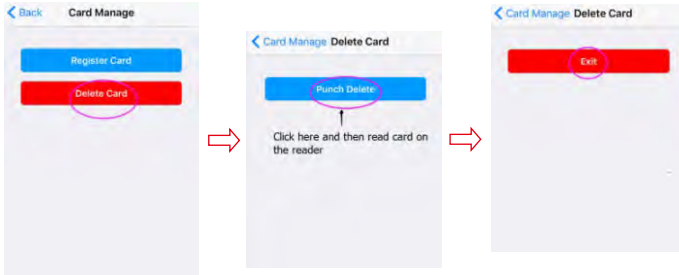 Back Card Manage
Register Card
Delete Card
Card Manage Delete Card
Punch Delete
Click here and then read card on
the reader
Card Manage Delete Card
Exit